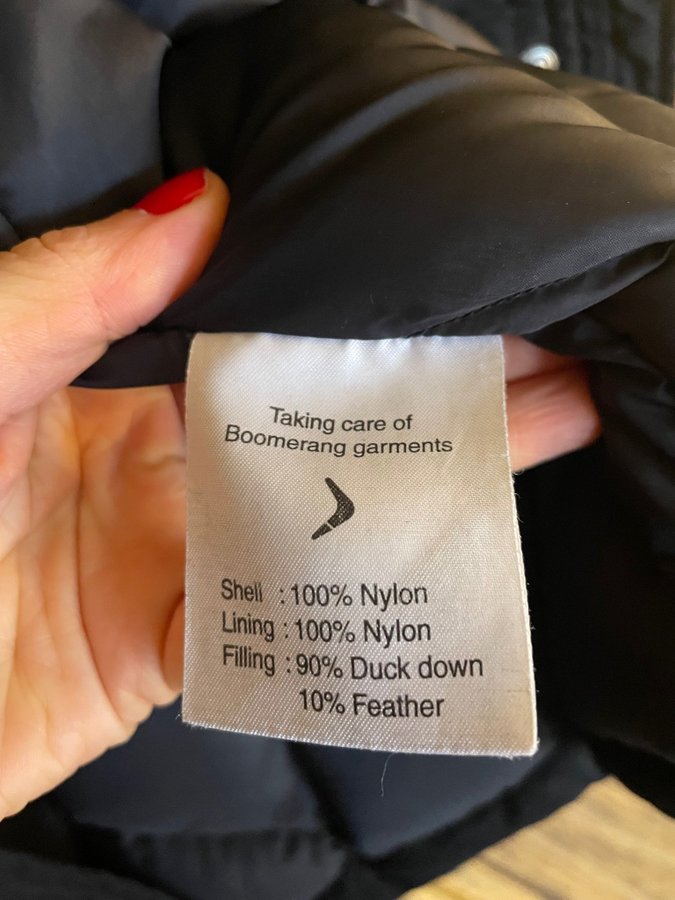 Taking care of
Boomerang garments
Shell : 100% Nylon
Lining : 100% Nylon
Filling : 90% Duck down
10% Feather